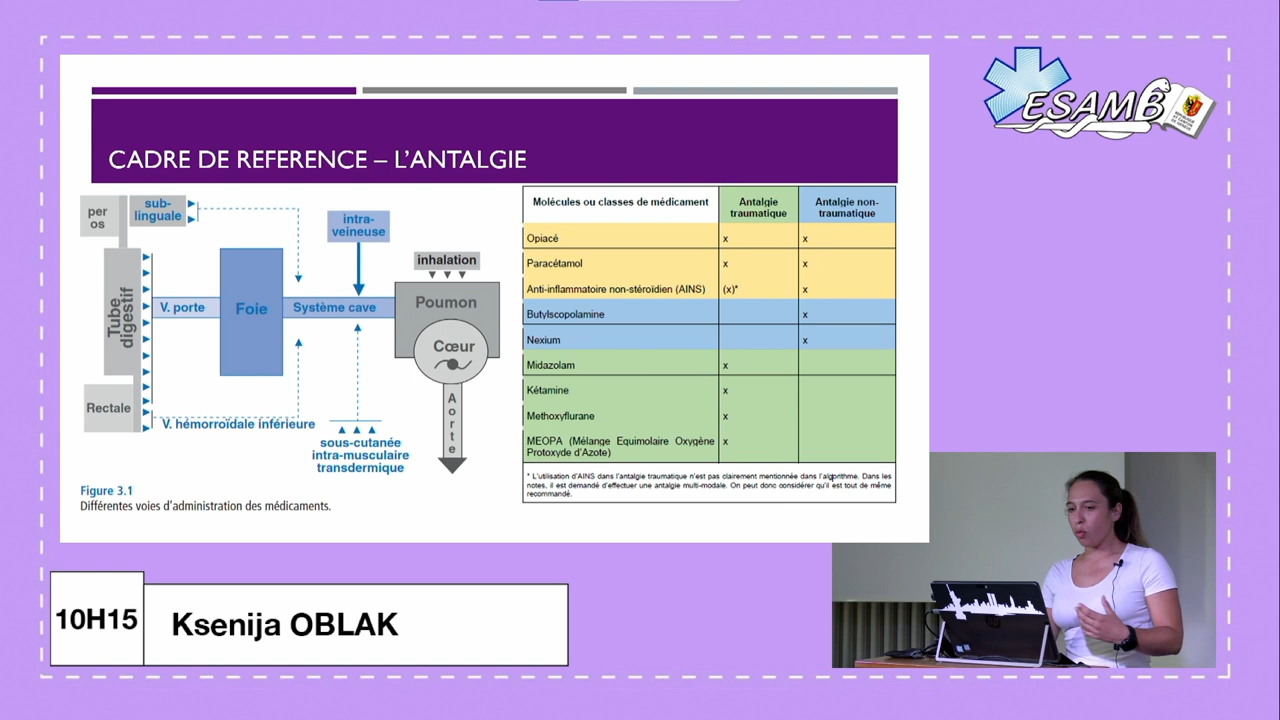 ESAMB
CADRE DE REFERENCE – L'ANTALGIE
per
os
sub-
linguale
intra-
veineuse
inhalation
Tube
digestif
V. porte
Foie
Système cave
Poumon
Cœur
Aorte
Rectale
V. hémorroïdale inférieure
sous-cutanée
intra-musculaire
transdermique
Figure 3.1
Différentes voies d'administration des médicaments.
Molécules ou classes de médicament Antalgie traumatique Antalgie non-traumatique
Opiacé x x
Paracétamol x x
Anti-inflammatoire non-stéroïdien (AINS) (x)* x
Butylscopolamine x
Nexium x
Midazolam x
Kétamine x
Methoxyflurane x
MEOPA (Mélange Equimolaire Oxygène x
Protoxyde d'Azote)
* L'utilisation d'AINS dans l'antalgie traumatique n'est pas clairement mentionnée dans l'algorithme. Dans les
notes, il est demandé d'effectuer une antalgie multi-modale. On peut donc considérer qu'il est tout de même
recommandé.
10H15
Ksenija OBLAK